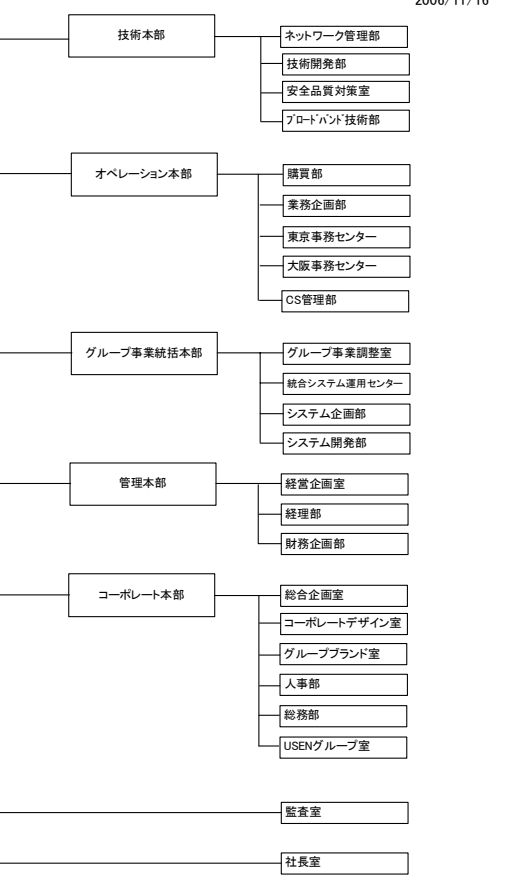 2006/11/16
技術本部
ネットワーク管理部
技術開発部
安全品質対策室
ﾌﾞﾛｰﾄﾞﾊﾞﾝﾄﾞ技術部
オペレーション本部
購買部
業務企画部
東京事務センター
大阪事務センター
CS管理部
グループ事業統括本部
グループ事業調整室
統合システム運用センター
システム企画部
システム開発部
管理本部
経営企画室
経理部
財務企画部
コーポレート本部
総合企画室
コーポレートデザイン室
グループブランド室
人事部
総務部
USENグループ室
監査室
社長室